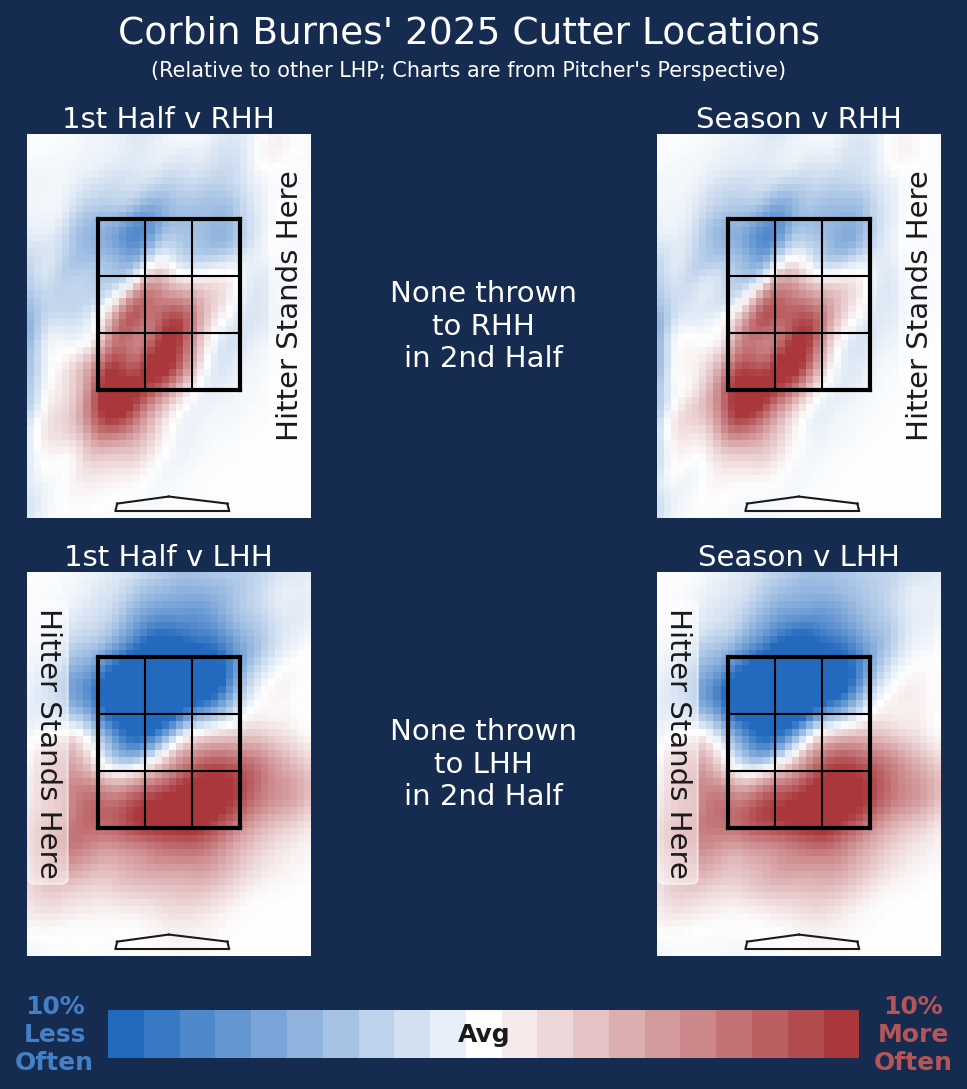 Corbin Burnes' 2025 Cutter Locations
(Relative to other LHP; Charts are from Pitcher's Perspective)
1st Half v RHH
Season v RHH
Hitter Stands Here
None thrown
to RHH
in 2nd Half
Hitter Stands Here
1st Half v LHH
Season v LHH
Hitter Stands Here
None thrown
to LHH
in 2nd Half
Hitter Stands Here
10%
Less
Often
Avg
10%
More
Often